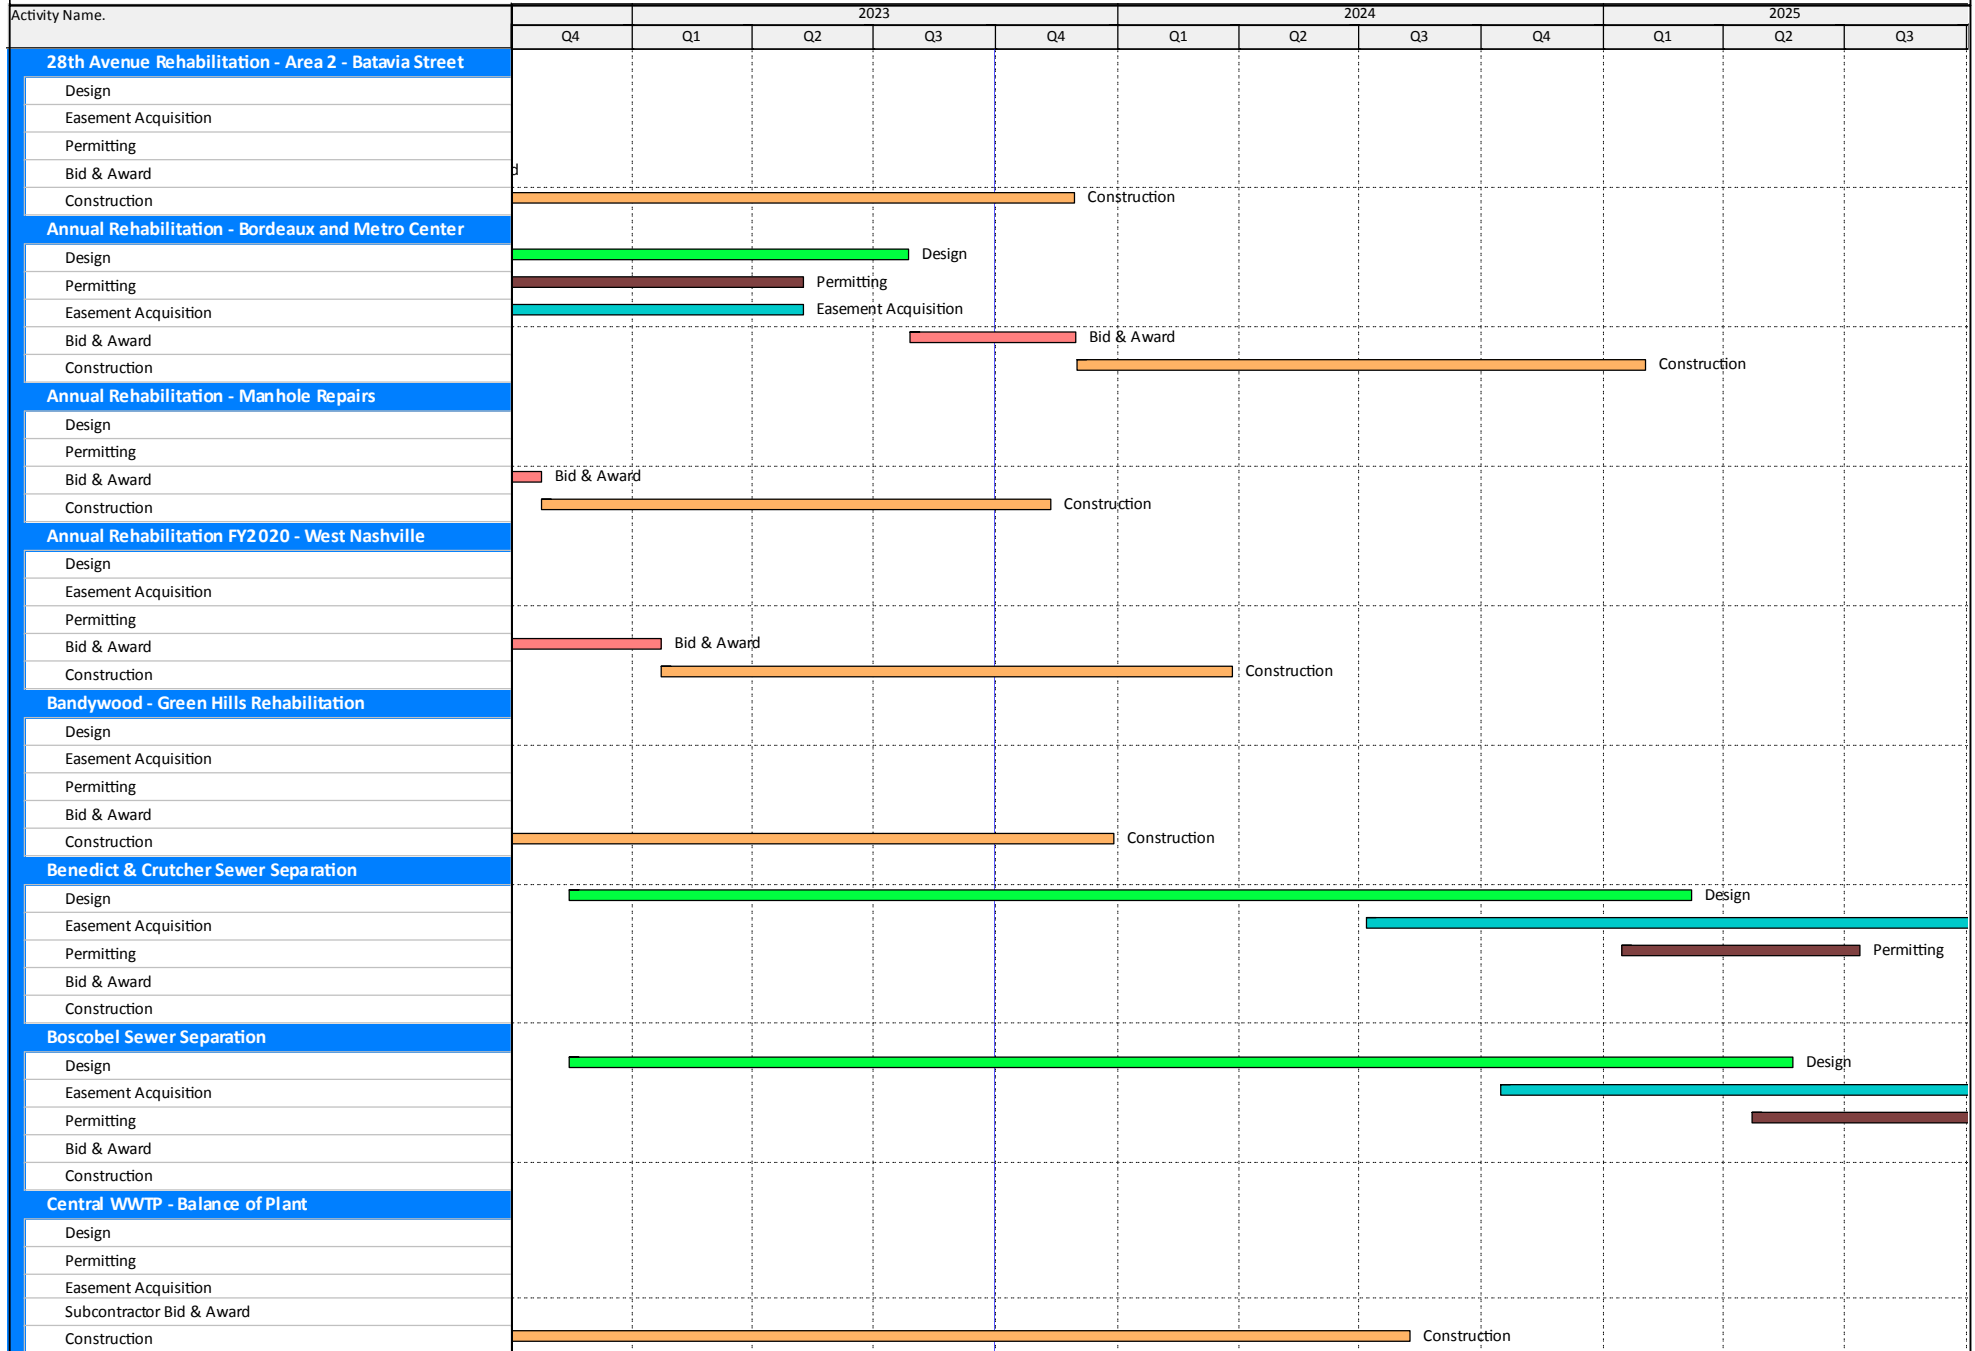 Activity Name.
2023 2024 2025
Q4 Q1 Q2 Q3 Q4 Q1 Q2 Q3 Q4 Q1 Q2 Q3
28th Avenue Rehabilitation - Area 2 - Batavia Street
Design
Easement Acquisition
Permitting
Bid & Award d
Construction Construction
Annual Rehabilitation - Bordeaux and Metro Center
Design Design
Permitting Permitting
Easement Acquisition Easement Acquisition
Bid & Award Bid & Award
Construction Construction
Annual Rehabilitation - Manhole Repairs
Design
Permitting
Bid & Award Bid & Award
Construction Construction
Annual Rehabilitation FY2020 - West Nashville
Design
Easement Acquisition
Permitting
Bid & Award Bid & Award
Construction Construction
Bandywood - Green Hills Rehabilitation
Design
Easement Acquisition
Permitting
Bid & Award
Construction Construction
Benedict & Crutcher Sewer Separation
Design Design
Easement Acquisition
Permitting Permitting
Bid & Award
Construction
Boscobel Sewer Separation
Design Design
Easement Acquisition
Permitting
Bid & Award
Construction
Central WWTP - Balance of Plant
Design
Permitting
Easement Acquisition
Subcontractor Bid & Award
Construction Construction